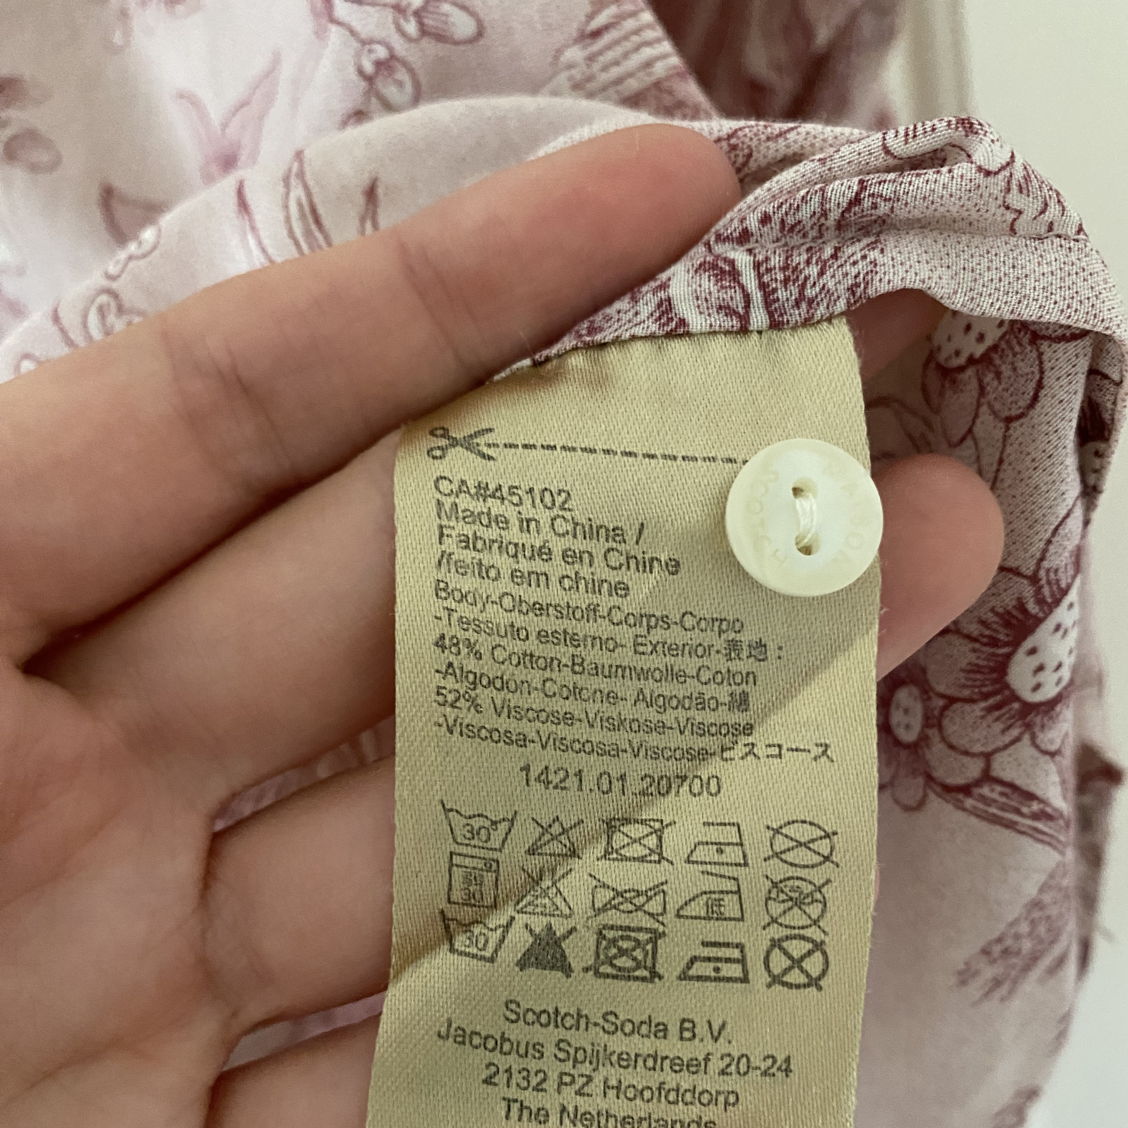 CA#45102
Made in China /
Fabriqué en Chine
/feito em chine
Body-Oberstoff-Corps-Corpo
-Tessuto esterno- Exterior-表地 :
48% Cotton-Baumwolle-Coton
-Algodon-Cotone- Algodão-綿
52% Viscose-Viskose-Viscose
-Viscosa-Viscosa-Viscose-ビスコース
1421.01.20700
30°
30
低
30
Scotch-Soda B.V.
Jacobus Spijkerdreef 20-24
2132 PZ Hoofddorp
The Netherlands